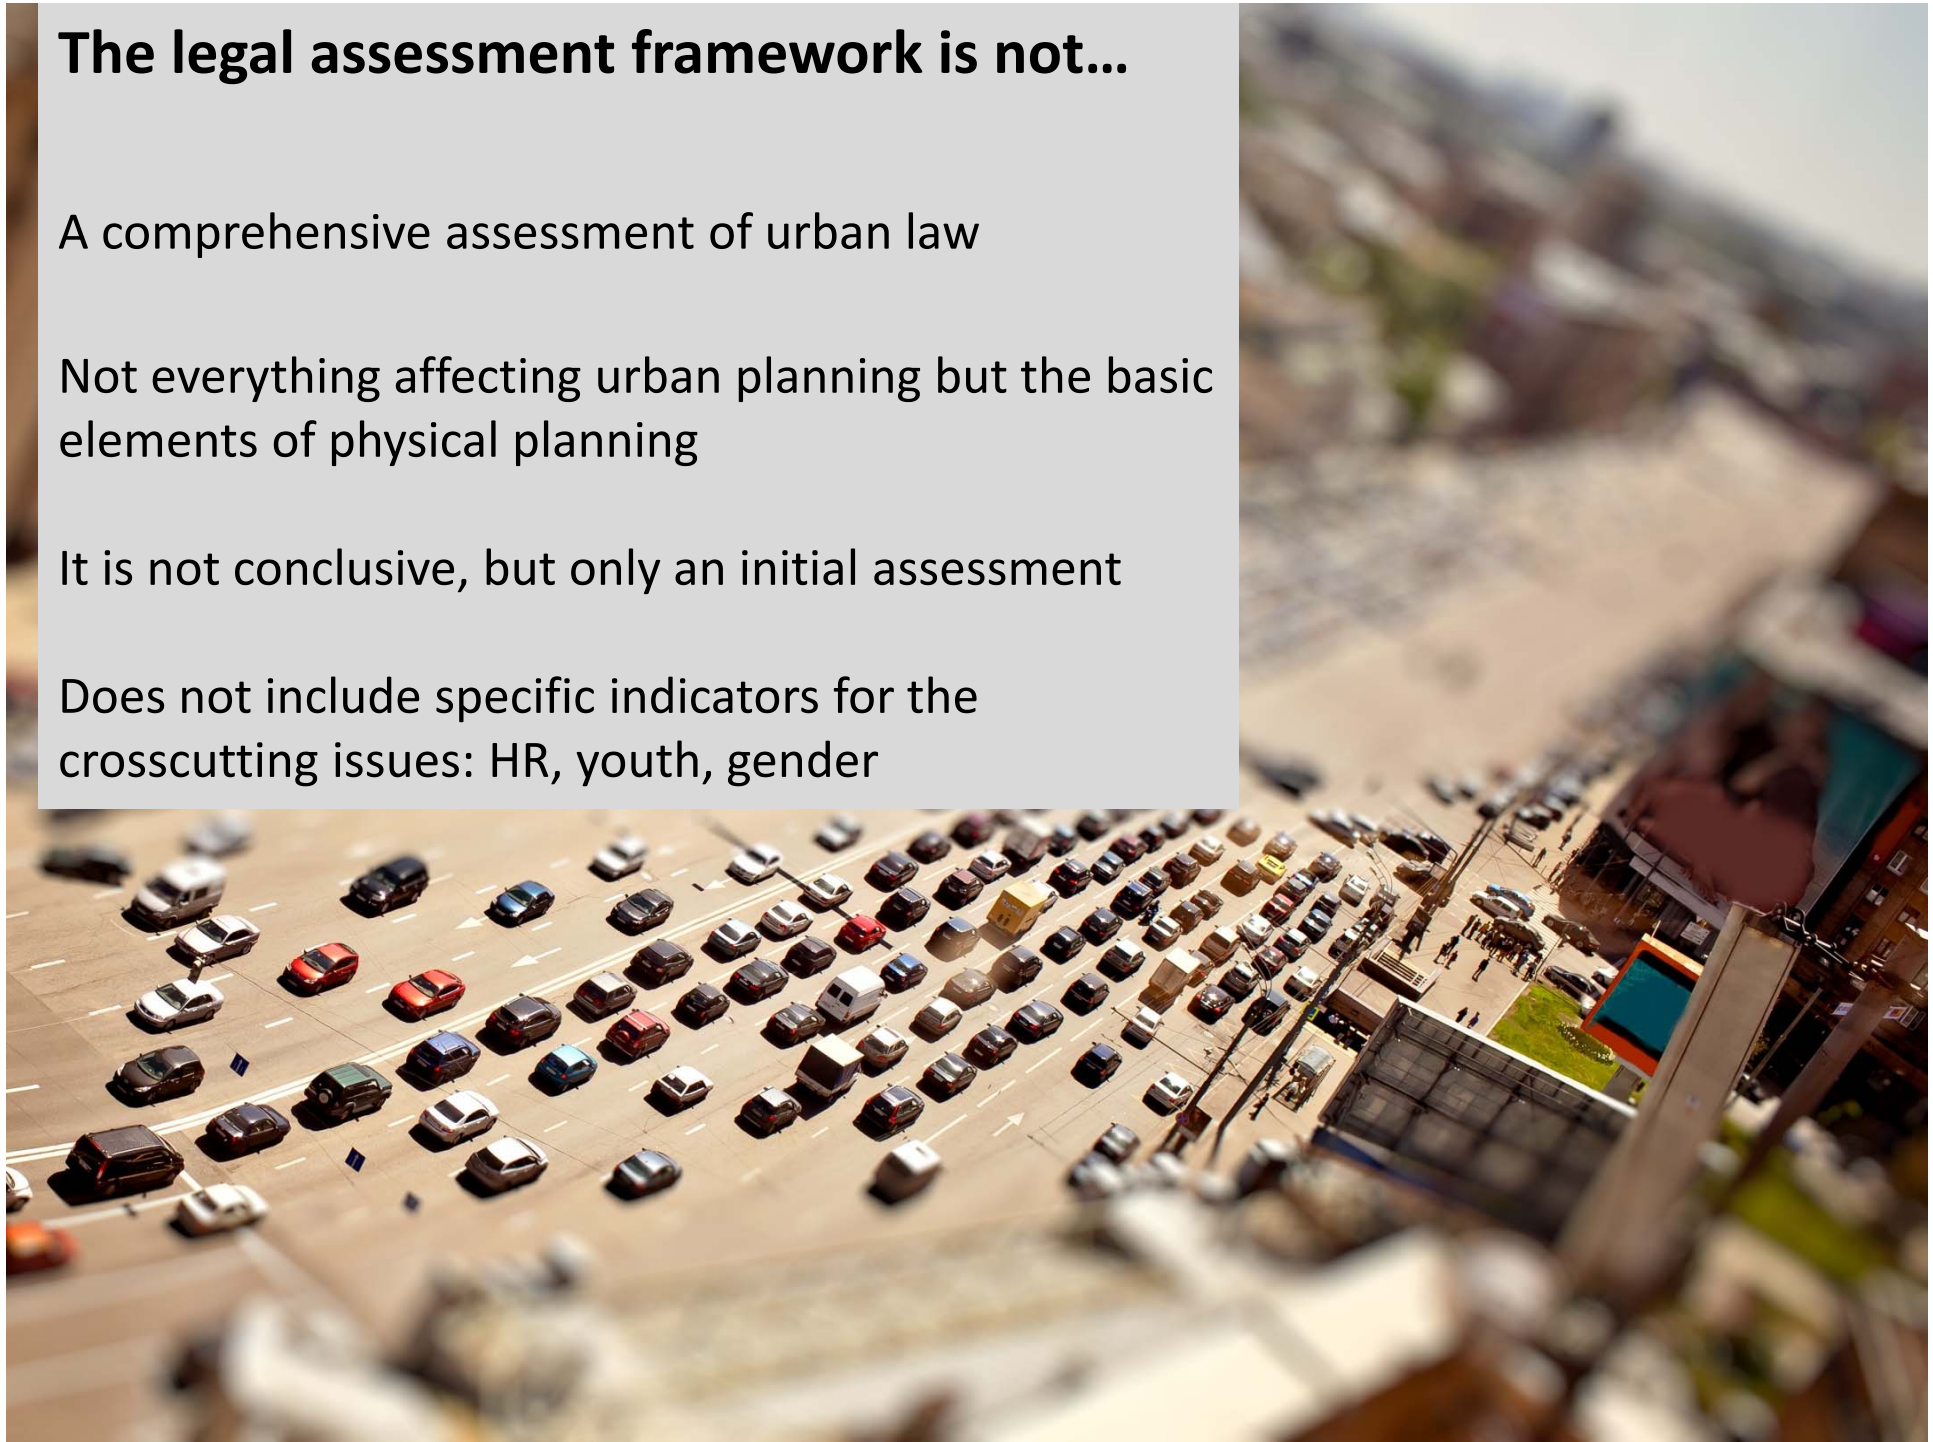 The legal assessment framework is not…
A comprehensive assessment of urban law
Not everything affecting urban planning but the basic
elements of physical planning
It is not conclusive, but only an initial assessment
Does not include specific indicators for the
crosscutting issues: HR, youth, gender